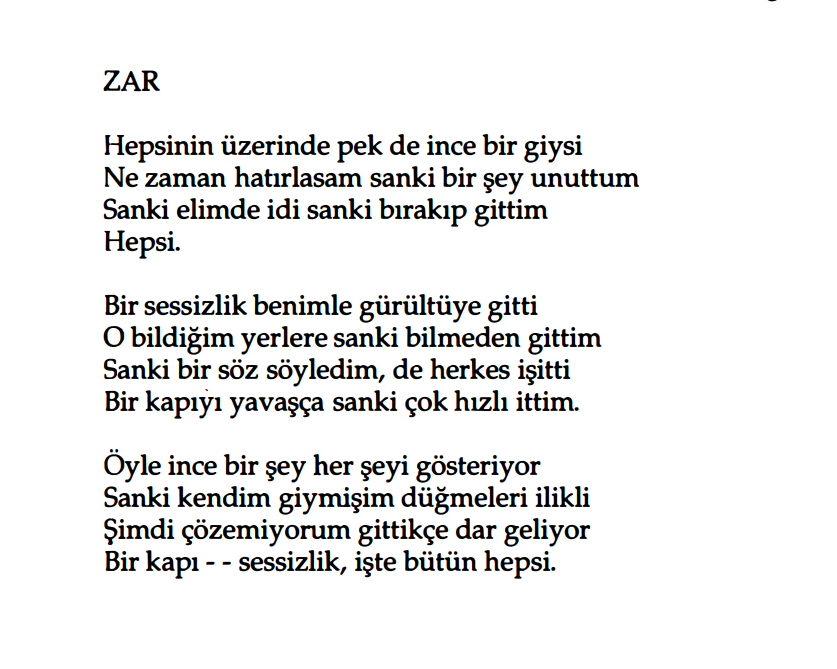 ZAR
Hepsinin üzerinde pek de ince bir giysi
Ne zaman hatırlasam sanki bir şey unuttum
Sanki elimde idi sanki bırakıp gittim
Hepsi.
Bir sessizlik benimle gürültüye gitti
O bildiğim yerlere sanki bilmeden gittim
Sanki bir söz söyledim, de herkes işitti
Bir kapıyı yavaşça sanki çok hızlı ittim.
Öyle ince bir şey her şeyi gösteriyor
Sanki kendim giymişim düğmeleri ilikli
Şimdi çözemiyorum gittikçe dar geliyor
Bir kapı - - sessizlik, işte bütün hepsi.